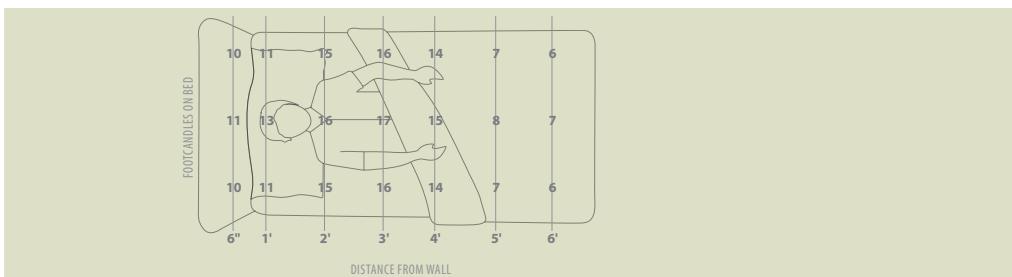 10 11 15 16 14 7 6
FOOTCANDLES ON BED
11 13 16 17 15 8 7
10 11 15 16 14 7 6
6" 1' 2' 3' 4' 5' 6'
DISTANCE FROM WALL